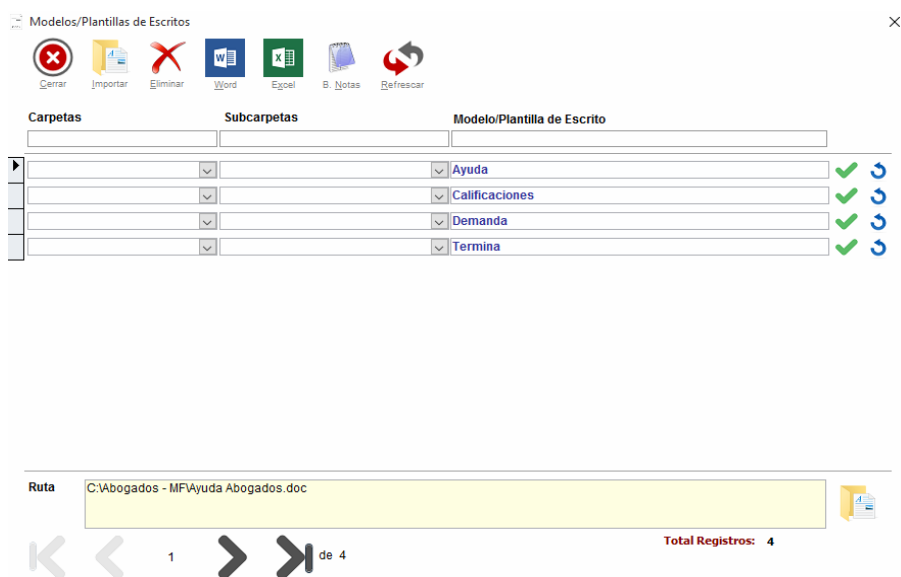 Modelos/Plantillas de Escritos
Cerrar Importar Eliminar Word Excel B. Notas Refrescar
Carpetas Subcarpetas Modelo/Plantilla de Escrito
Ayuda
Calificaciones
Demanda
Termina
Ruta C:\Abogados - MF\Ayuda Abogados.doc
Total Registros: 4
1 de 4